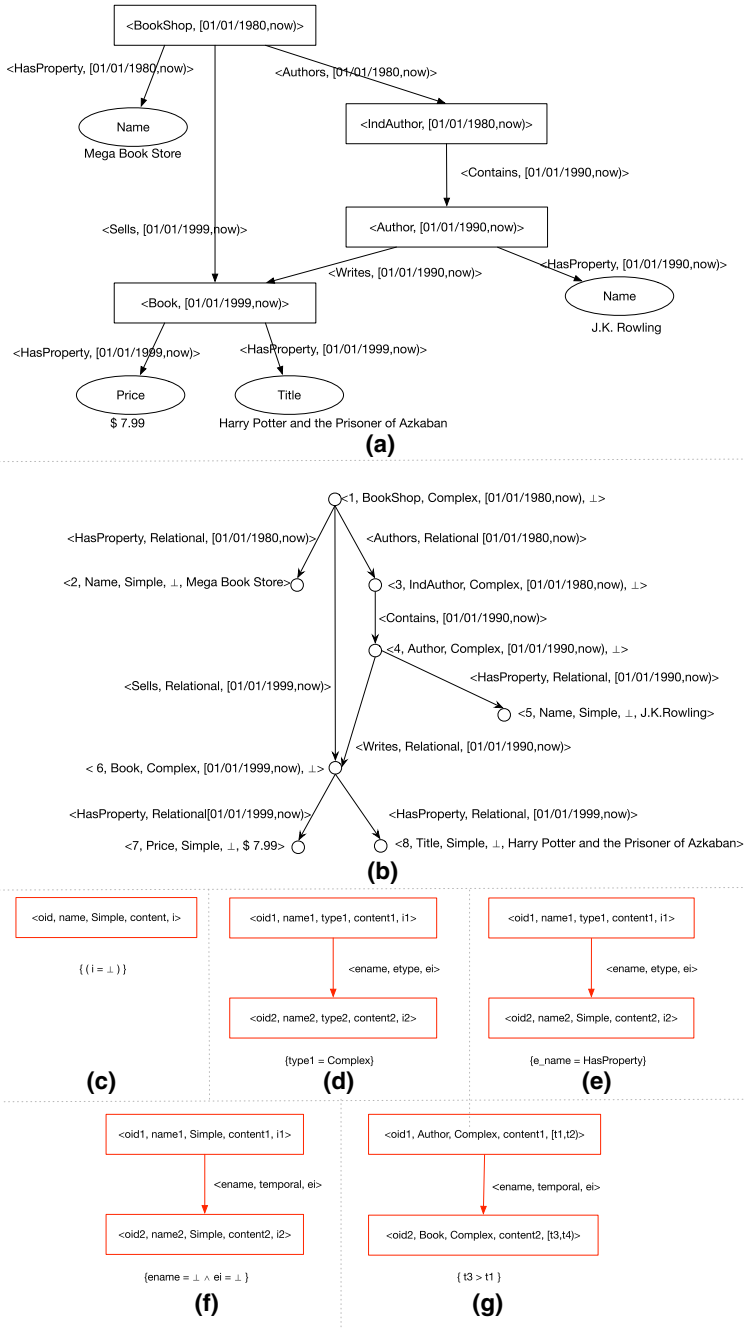 <BookShop, [01/01/1980,now)>
<HasProperty, [01/01/1980,now)>
<Authors, [01/01/1980,now)>
Name
Mega Book Store
<IndAuthor, [01/01/1980,now)>
<Contains, [01/01/1990,now)>
<Sells, [01/01/1999,now)>
<Author, [01/01/1990,now)>
<Writes, [01/01/1990,now)>
<HasProperty, [01/01/1990,now)>
<Book, [01/01/1999,now)>
Name
J.K. Rowling
<HasProperty, [01/01/1999,now)>
<HasProperty, [01/01/1999,now)>
Price
Title
$ 7.99
Harry Potter and the Prisoner of Azkaban
(a)
<1, BookShop, Complex, [01/01/1980,now), ⊥>
<HasProperty, Relational, [01/01/1980,now)>
<Authors, Relational [01/01/1980,now)>
<2, Name, Simple, ⊥, Mega Book Store>
<3, IndAuthor, Complex, [01/01/1980,now), ⊥>
<Contains, [01/01/1990,now)>
<4, Author, Complex, [01/01/1990,now), ⊥>
<HasProperty, Relational, [01/01/1990,now)>
<Sells, Relational, [01/01/1999,now)>
<5, Name, Simple, ⊥, J.K.Rowling>
<Writes, Relational, [01/01/1990,now)>
< 6, Book, Complex, [01/01/1999,now), ⊥>
<HasProperty, Relational[01/01/1999,now)>
<HasProperty, Relational, [01/01/1999,now)>
<7, Price, Simple, ⊥, $ 7.99>
<8, Title, Simple, ⊥, Harry Potter and the Prisoner of Azkaban>
(b)
<oid, name, Simple, content, i>
{ ( i = ⊥ ) }
(c)
<oid1, name1, type1, content1, i1>
<ename, etype, ei>
<oid2, name2, type2, content2, i2>
{type1 = Complex}
(d)
<oid1, name1, type1, content1, i1>
<ename, etype, ei>
<oid2, name2, Simple, content2, i2>
{e_name = HasProperty}
(e)
<oid1, name1, Simple, content1, i1>
<ename, temporal, ei>
<oid2, name2, Simple, content2, i2>
{ename = ⊥ ∧ ei = ⊥ }
(f)
<oid1, Author, Complex, content1, [t1,t2)>
<ename, temporal, ei>
<oid2, Book, Complex, content2, [t3,t4)>
{ t3 > t1 }
(g)